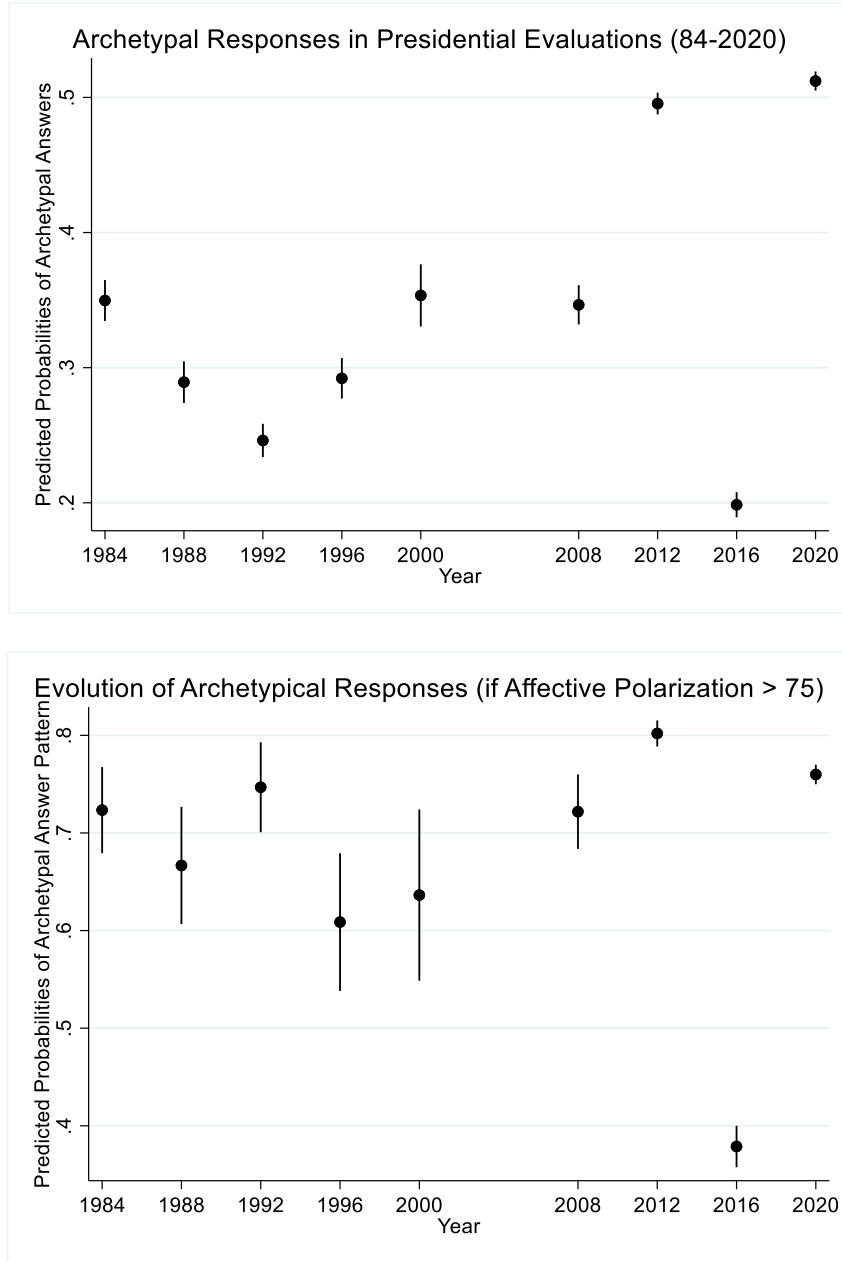 Archetypal Responses in Presidential Evaluations (84-2020)
Predicted Probabilities of Archetypal Answers
.5
.4
.3
.2
1984 1988 1992 1996 2000 2008 2012 2016 2020
Year
Evolution of Archetypical Responses (if Affective Polarization > 75)
Predicted Probabilities of Archetypal Answer Pattern
.8
.7
.6
.5
.4
1984 1988 1992 1996 2000 2008 2012 2016 2020
Year